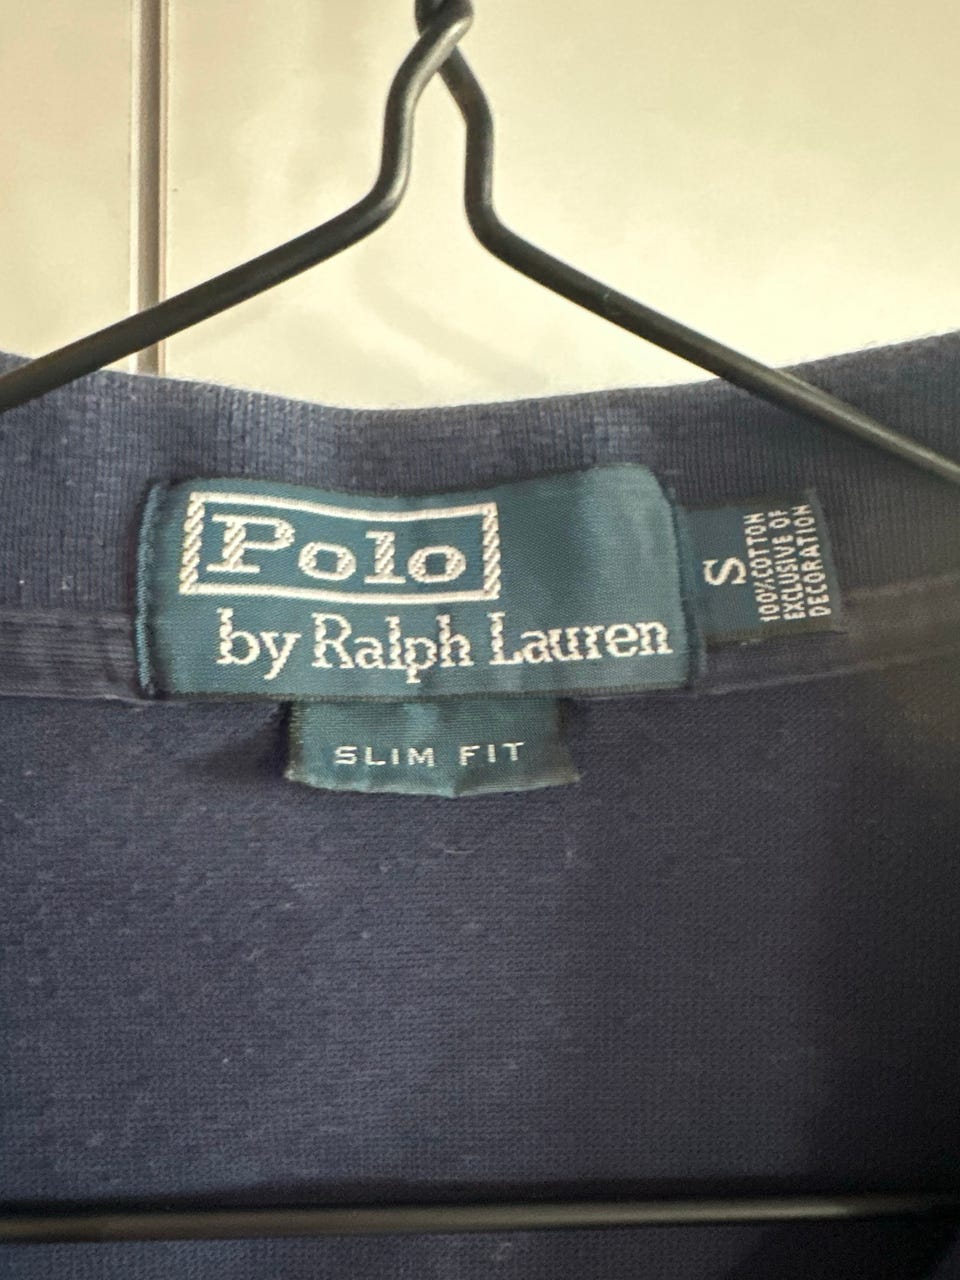 Polo
by Ralph Lauren
SLIM FIT
S
100% COTTON
EXCLUSIVE OF
DECORATION